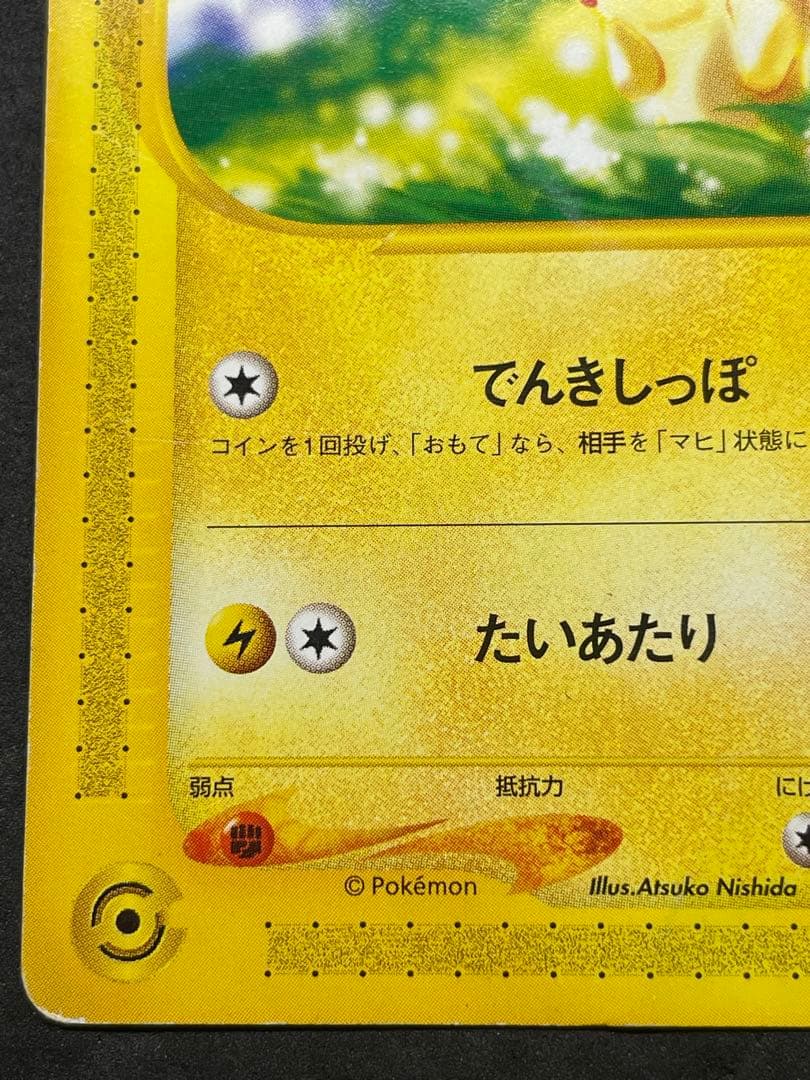 でんきしっぽ
コインを1回投げ、「おもて」なら、相手を「マヒ」状態に
たいあたり
弱点 抵抗力 にげ
© Pokémon Illus.Atsuko Nishida